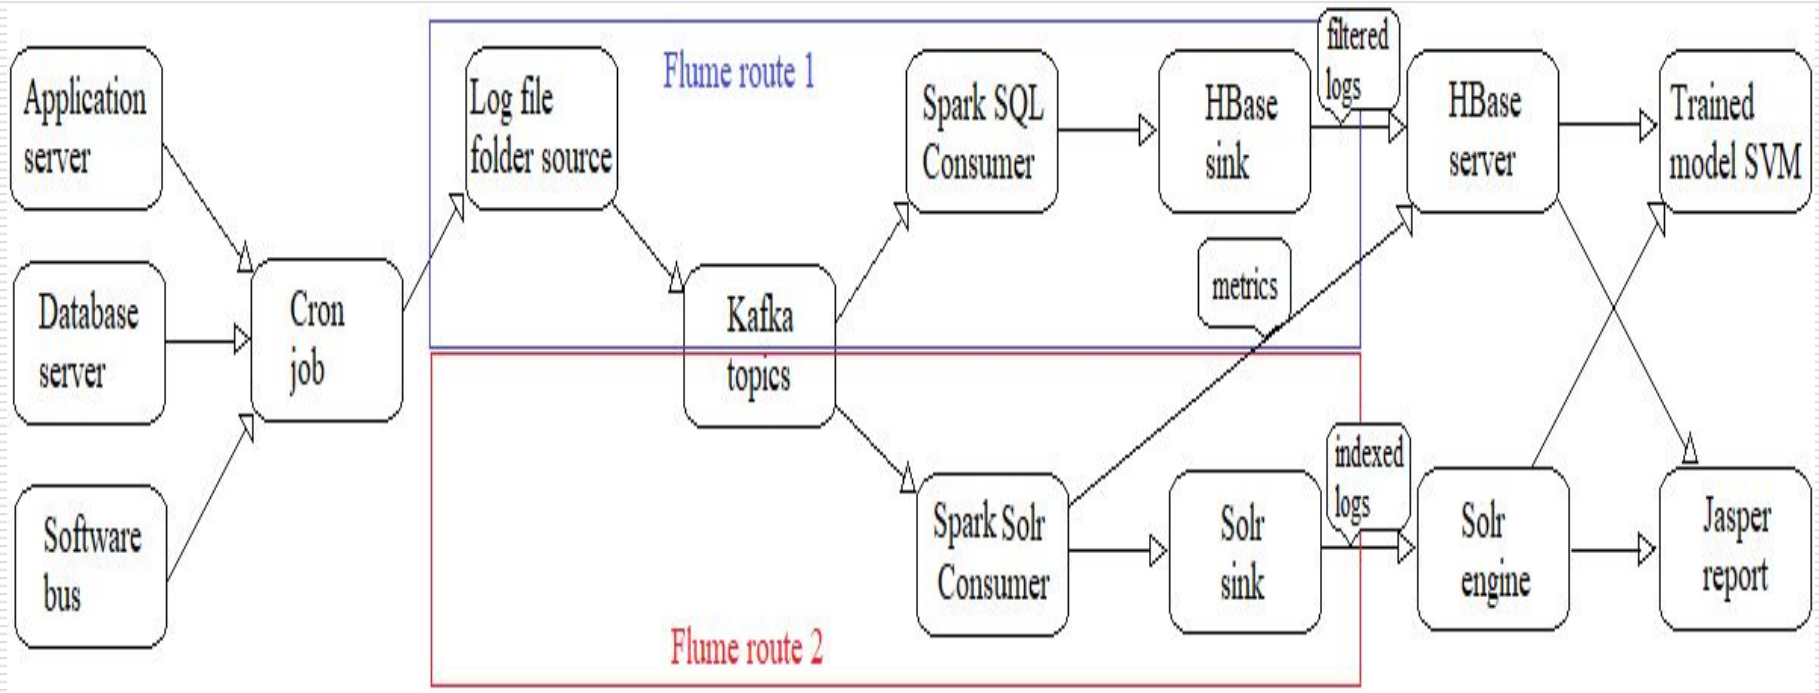 Application
server
Database
server
Software
bus
Cron
job
Flume route 1
Log file
folder source
Kafka
topics
Spark SQL
Consumer
HBase
sink
filtered
logs
HBase
server
Trained
model SVM
metrics
Spark Solr
Consumer
Solr
sink
indexed
logs
Solr
engine
Jasper
report
Flume route 2